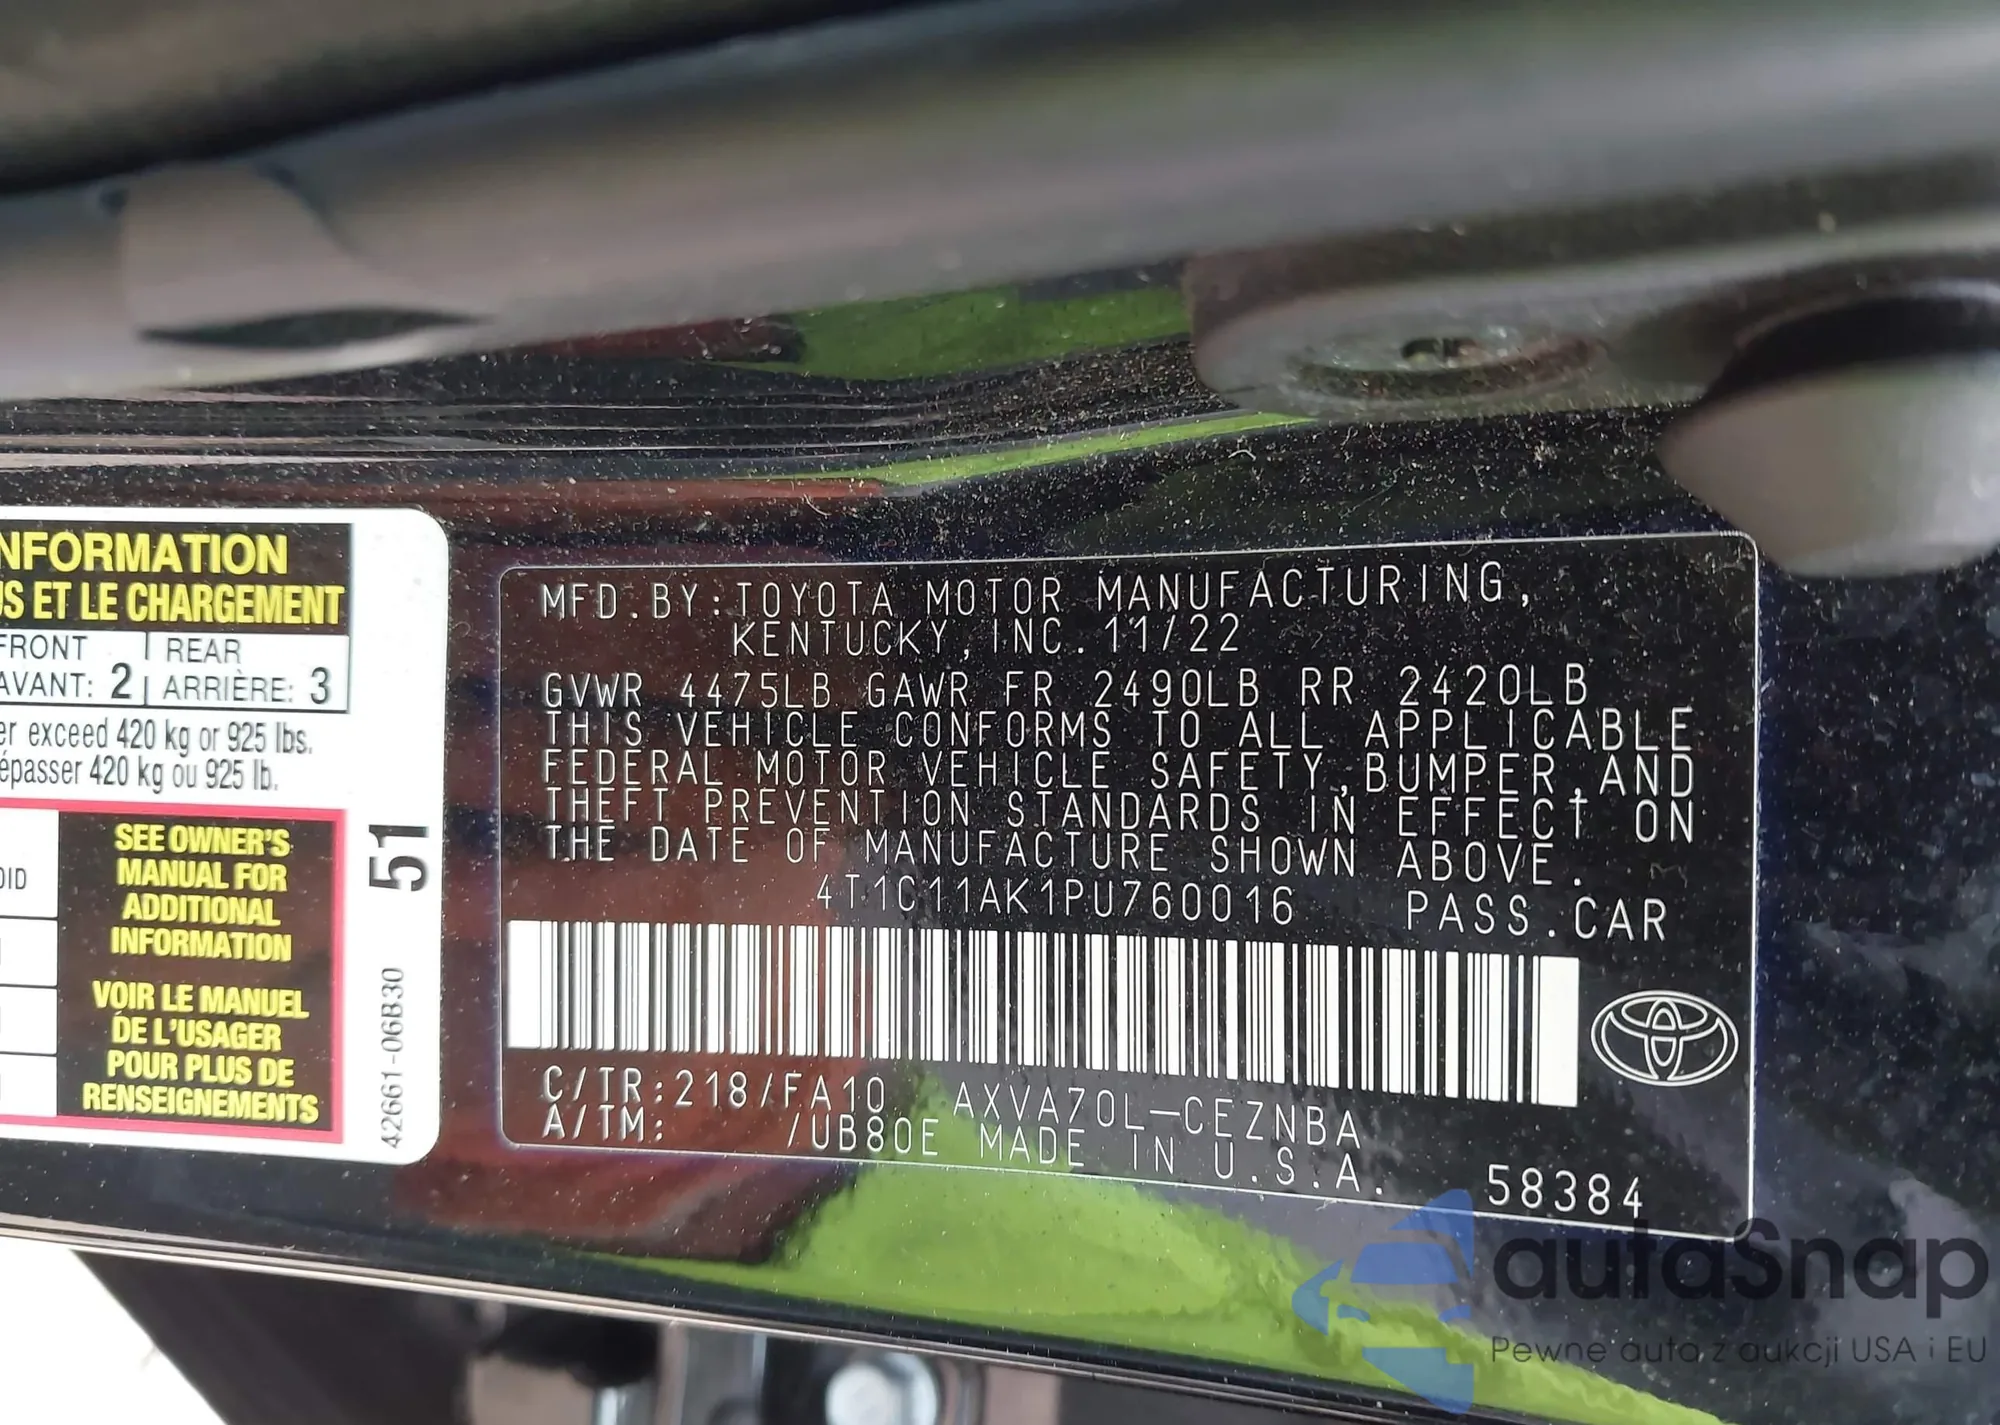 NFORMATION
US ET LE CHARGEMENT
FRONT
AVANT: 2
REAR
ARRIÈRE: 3
er exceed 420 kg or 925 lbs.
épasser 420 kg ou 925 lb.
OID
SEE OWNER'S
MANUAL FOR
ADDITIONAL
INFORMATION
VOIR LE MANUEL
DE L'USAGER
POUR PLUS DE
RENSEIGNEMENTS
51
42661-06B30
MFD.BY:TOYOTA MOTOR MANUFACTURING,
KENTUCKY,INC.11/22
GVWR 4475LB GAWR FR 2490LB RR 2420LB
THIS VEHICLE CONFORMS TO ALL APPLICABLE
FEDERAL MOTOR VEHICLE SAFETY,BUMPER,AND
THEFT PREVENTION STANDARDS IN EFFECT ON
THE DATE OF MANUFACTURE SHOWN ABOVE.
4T1C11AK1PU760016 PASS.CAR
C/TR:218/FA10 AXVA70L-CEZNBA
A/TM: /UB80E MADE IN U.S.A.
58384
autaSnap
Pewne auta z aukcji USA i EU